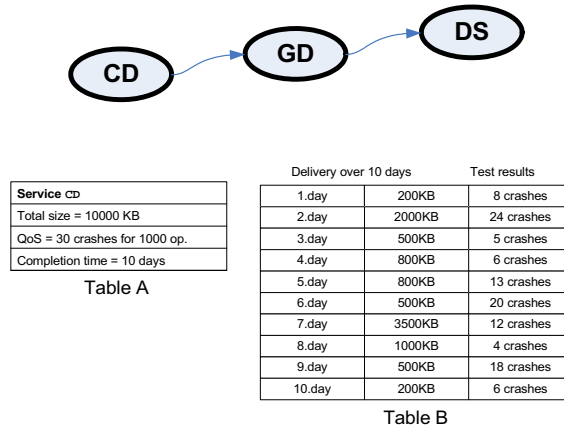 CD
GD
DS
Service CD
Total size = 10000 KB
QoS = 30 crashes for 1000 op.
Completion time = 10 days
Table A
Delivery over 10 days Test results
1.day 200KB 8 crashes
2.day 2000KB 24 crashes
3.day 500KB 5 crashes
4.day 800KB 6 crashes
5.day 800KB 13 crashes
6.day 500KB 20 crashes
7.day 3500KB 12 crashes
8.day 1000KB 4 crashes
9.day 500KB 18 crashes
10.day 200KB 6 crashes
Table B